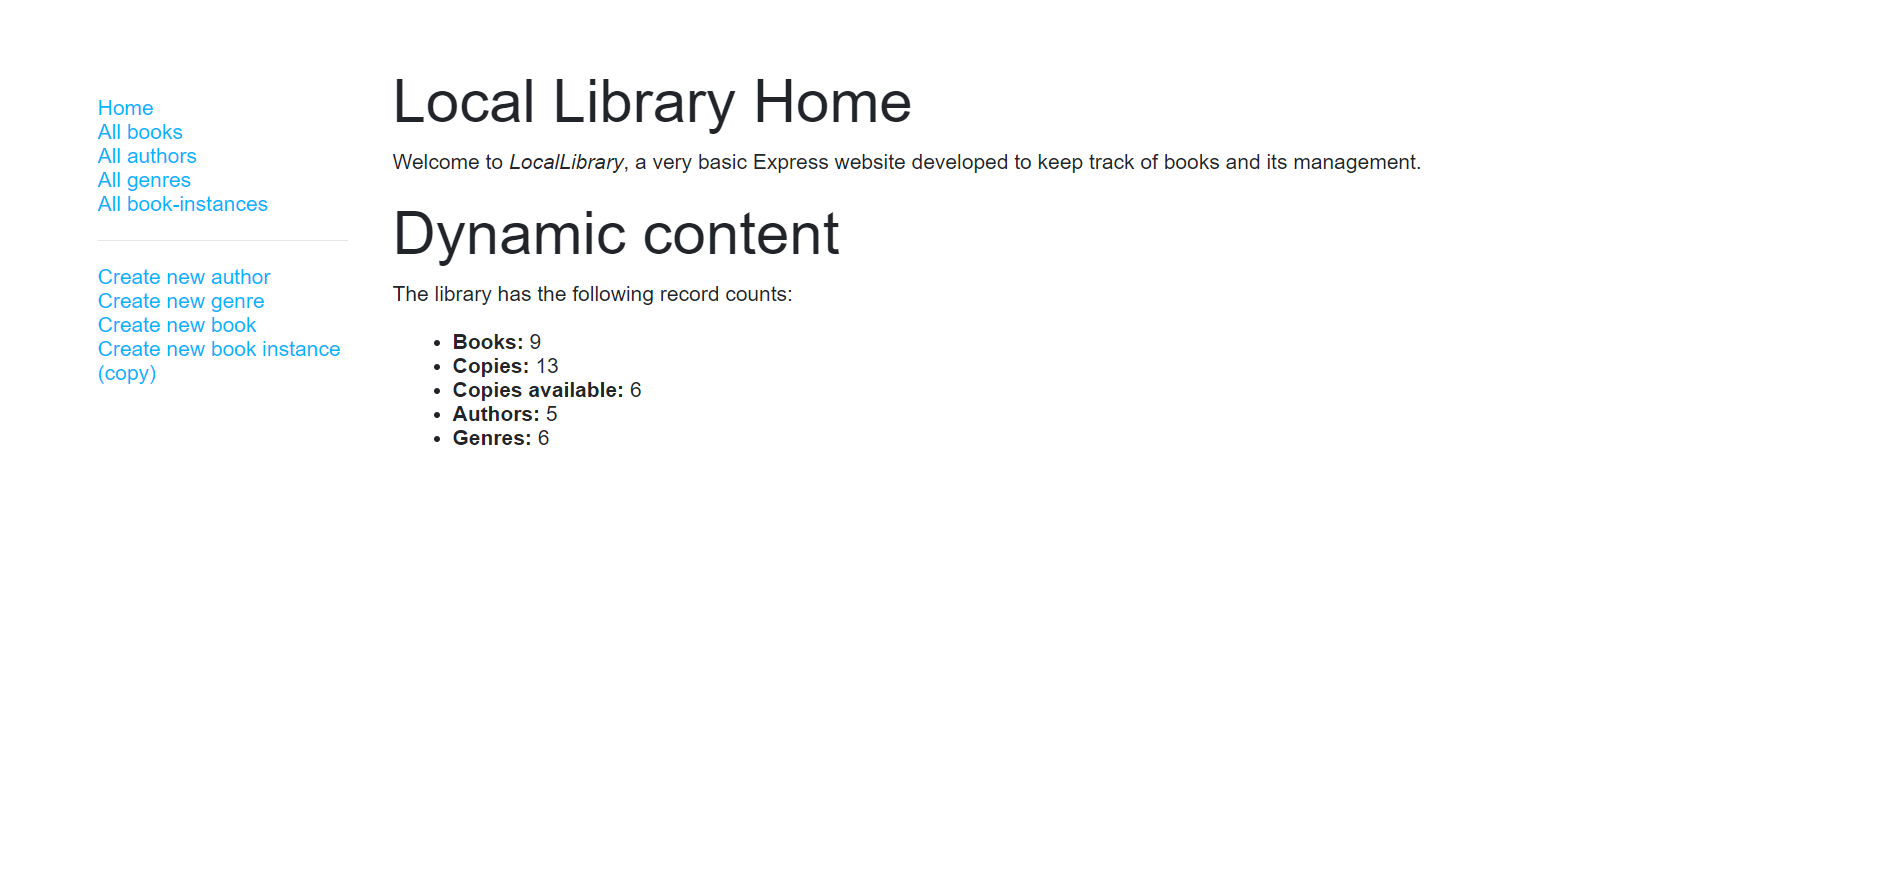 Home
All books
All authors
All genres
All book-instances
Create new author
Create new genre
Create new book
Create new book instance
(copy)
Local Library Home
Welcome to LocalLibrary, a very basic Express website developed to keep track of books and its management.
Dynamic content
The library has the following record counts:
Books: 9
Copies: 13
Copies available: 6
Authors: 5
Genres: 6